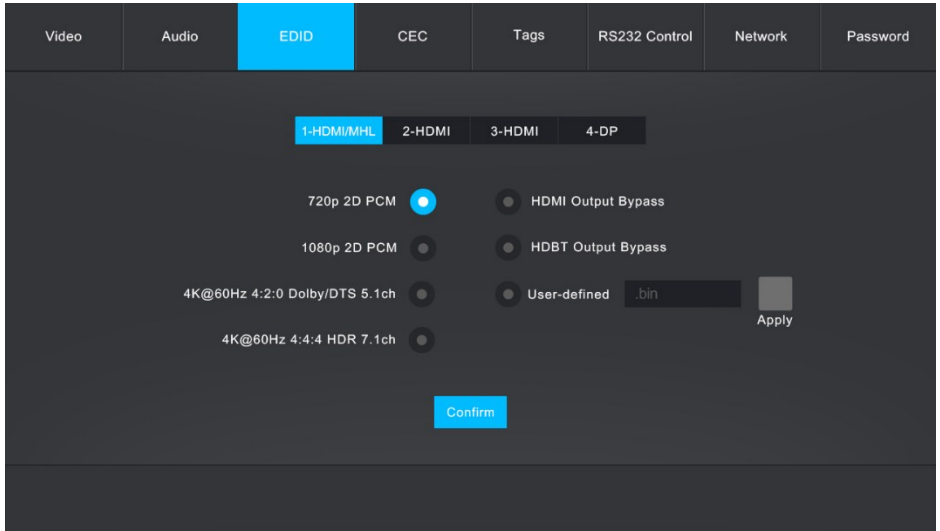 Video Audio EDID CEC Tags RS232 Control Network Password
1-HDMI/MHL 2-HDMI 3-HDMI 4-DP
720p 2D PCM HDMI Output Bypass
1080p 2D PCM HDBT Output Bypass
4K@60Hz 4:2:0 Dolby/DTS 5.1ch User-defined .bin
Apply
4K@60Hz 4:4:4 HDR 7.1ch
Confirm